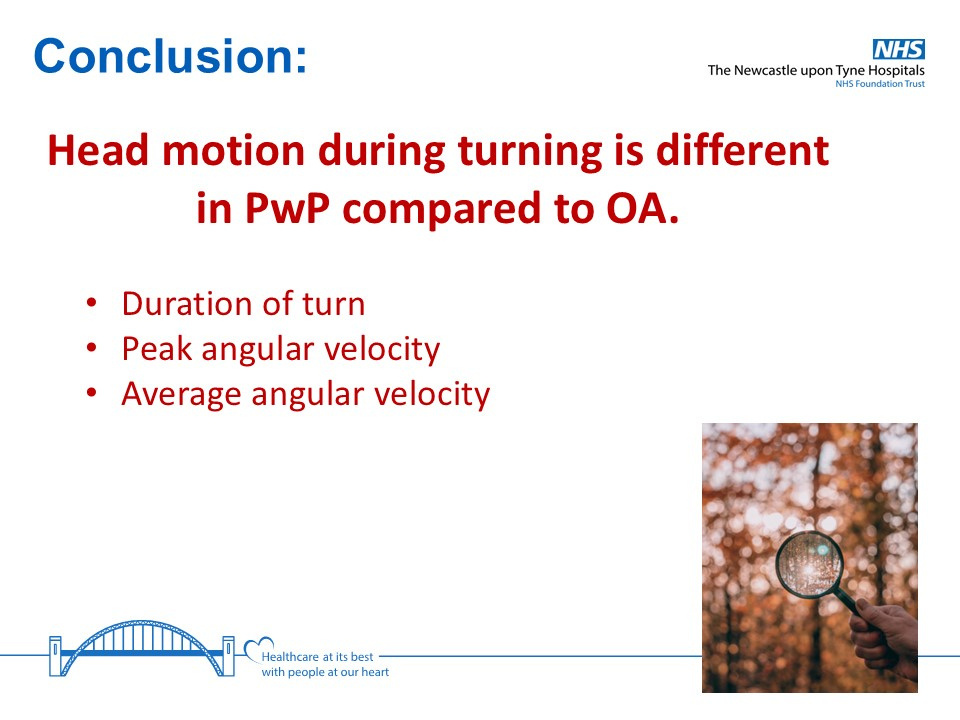 Conclusion:
NHS
The Newcastle upon Tyne Hospitals
NHS Foundation Trust
Head motion during turning is different
in PwP compared to OA.
• Duration of turn
• Peak angular velocity
• Average angular velocity
Healthcare at its best
with people at our heart